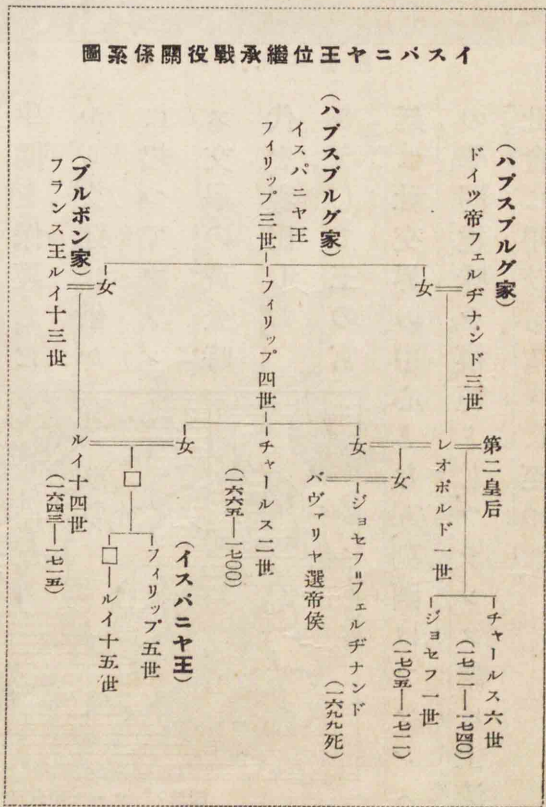 イスパニヤ王位繼承戰役關係系圖
(ハプスブルグ家)
ドイツ帝フェルヂナンド三世
女
(ハプスブルグ家)
イスパニヤ王
フィリップ三世
フィリップ四世
女
(ブルボン家)
フランス王ルイ十三世
第二皇后
レオポルド一世
女
女
チャールス二世
(一六六五—一七〇〇)
女
ルイ十四世
(一六四三—一七一五)
チャールス六世
(一七一一—一七四〇)
ジョセフ一世
(一七〇五—一七一一)
ジョセフ=フェルヂナンド
(一六九九死)
バヴァリヤ選帝侯
□
(イスパニヤ王)
フィリップ五世
□—ルイ十五世